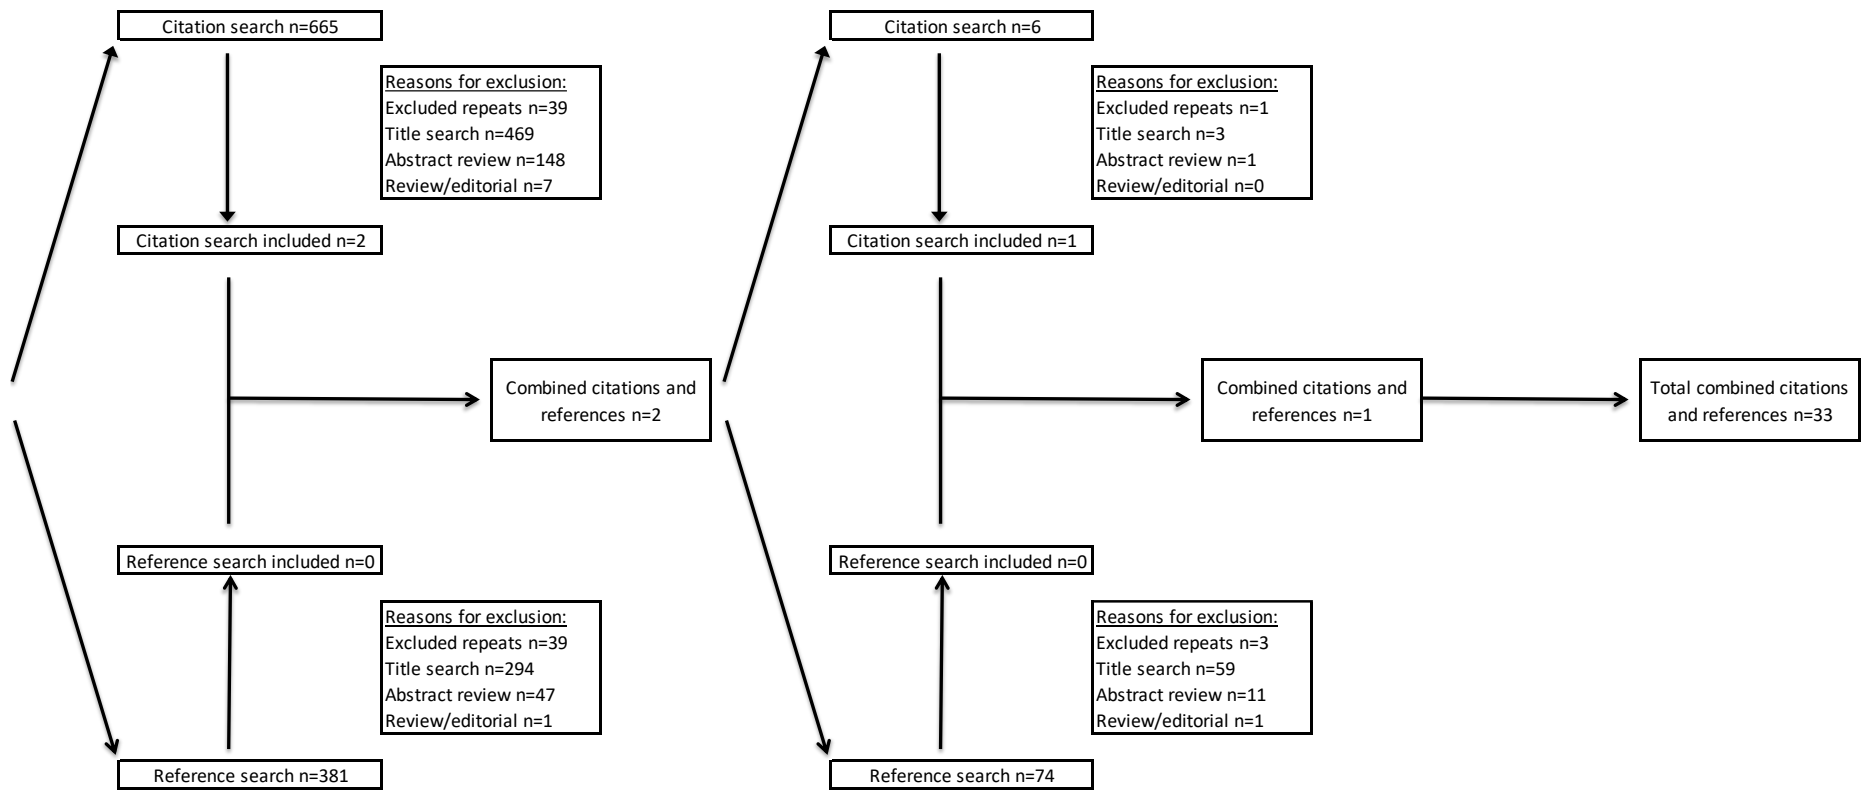 Citation search n=665
Reasons for exclusion:
Excluded repeats n=39
Title search n=469
Abstract review n=148
Review/editorial n=7
Citation search included n=2
Combined citations and
references n=2
Reference search included n=0
Reasons for exclusion:
Excluded repeats n=39
Title search n=294
Abstract review n=47
Review/editorial n=1
Reference search n=381
Citation search n=6
Reasons for exclusion:
Excluded repeats n=1
Title search n=3
Abstract review n=1
Review/editorial n=0
Citation search included n=1
Combined citations and
references n=1
Reference search included n=0
Reasons for exclusion:
Excluded repeats n=3
Title search n=59
Abstract review n=11
Review/editorial n=1
Reference search n=74
Total combined citations
and references n=33